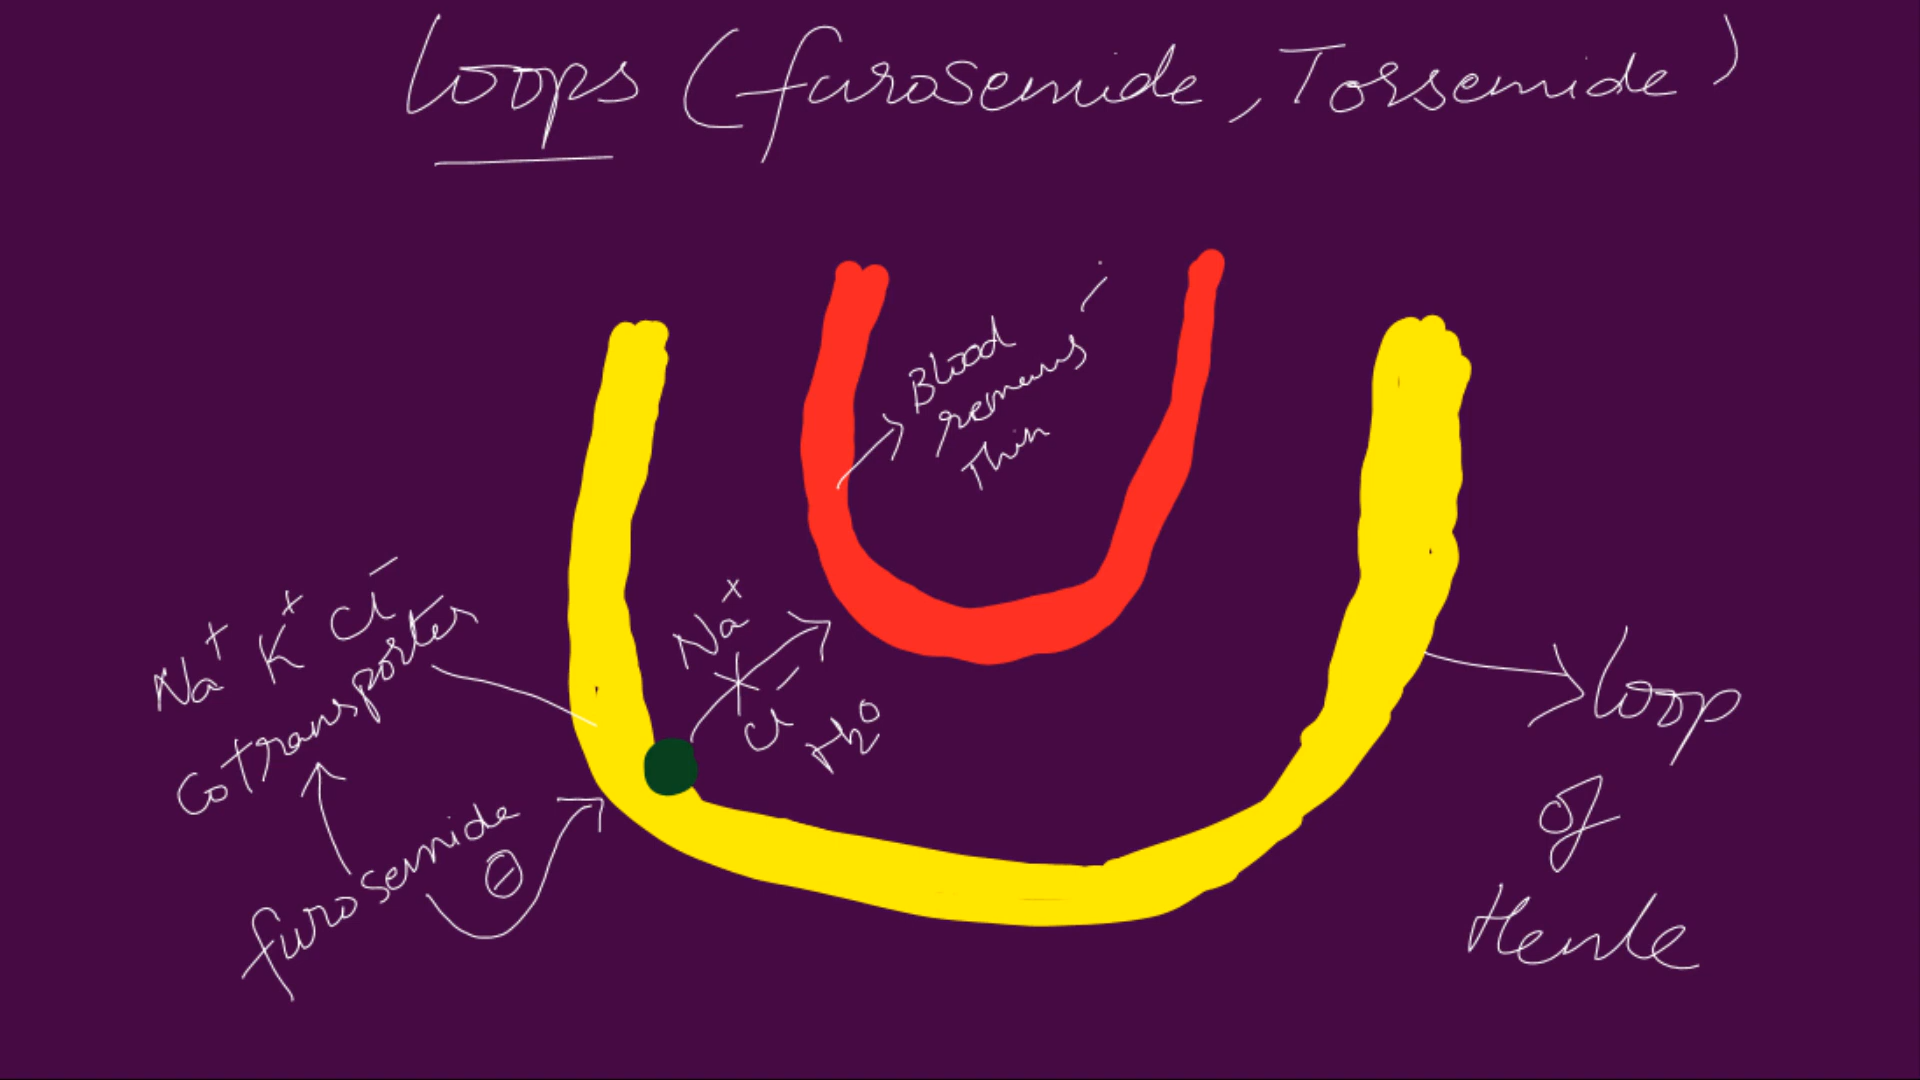 Loops (furosemide, Torsemide)
Blood
remains
Thin
Na+ K+ Cl-
Cotransporter
furosemide
Na+
Cl-
H2O
Loop
of
Henle